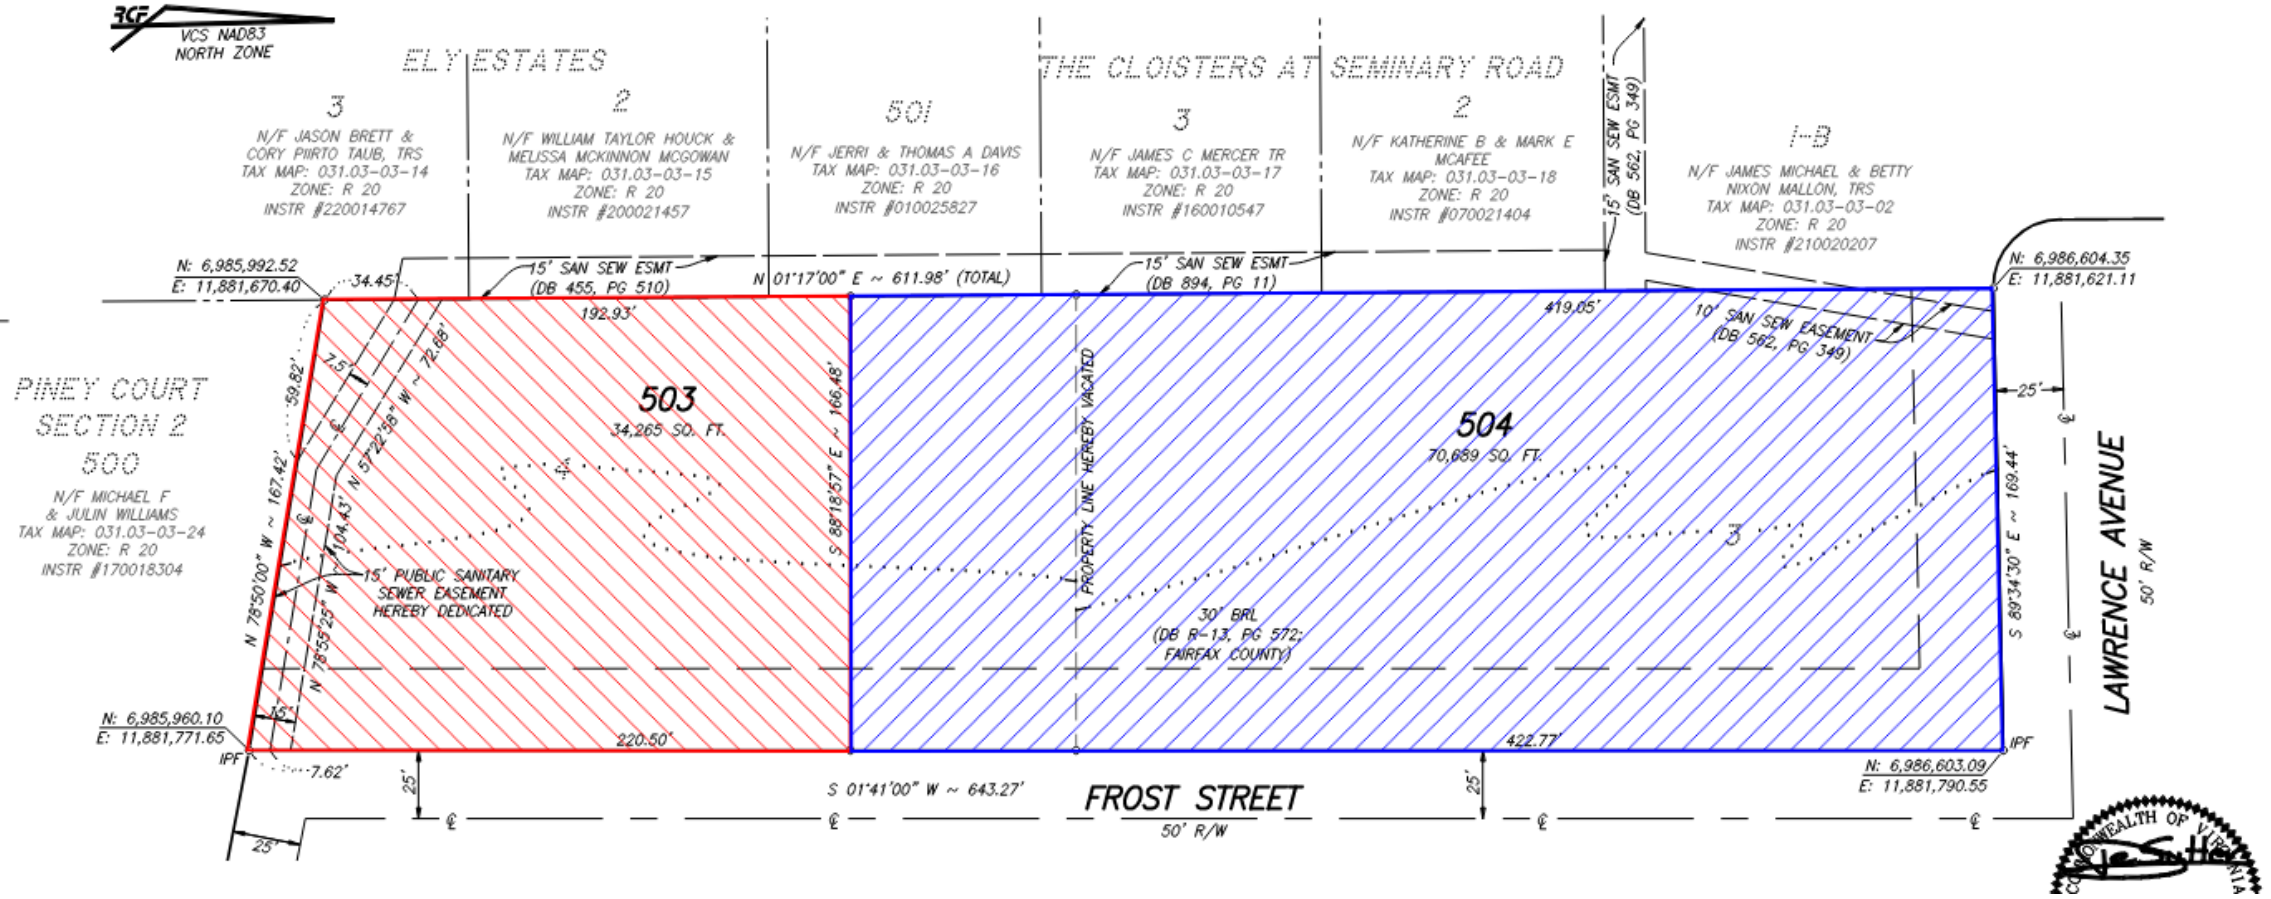 RCF
VCS NAD83
NORTH ZONE
ELY ESTATES
THE CLOISTERS AT SEMINARY ROAD
3
N/F JASON BRETT &
CORY PIIRTO TAUB, TRS
TAX MAP: 031.03-03-14
ZONE: R 20
INSTR #220014767
2
N/F WILLIAM TAYLOR HOUCK &
MELISSA MCKINNON MCGOWAN
TAX MAP: 031.03-03-15
ZONE: R 20
INSTR #200021457
501
N/F JERRI & THOMAS A DAVIS
TAX MAP: 031.03-03-16
ZONE: R 20
INSTR #010025827
3
N/F JAMES C MERCER TR
TAX MAP: 031.03-03-17
ZONE: R 20
INSTR #160010547
2
N/F KATHERINE B & MARK E
MCAFEE
TAX MAP: 031.03-03-18
ZONE: R 20
INSTR #070021404
15' SAN SEW ESMT
(DB 562, PG 349)
1-B
N/F JAMES MICHAEL & BETTY
NIXON MALLON, TRS
TAX MAP: 031.03-03-02
ZONE: R 20
INSTR #210020207
N: 6,985,992.52
E: 11,881,670.40
34.45'
15' SAN SEW ESMT
(DB 455, PG 510)
N 01°17'00" E ~ 611.98' (TOTAL)
15' SAN SEW ESMT
(DB 894, PG 11)
N: 6,986,604.35
E: 11,881,621.11
192.93'
419.05'
10' SAN SEW EASEMENT
(DB 562, PG 349)
59.82'
7.5'
N 57°22'58" W ~ 72.68'
PINEY COURT
SECTION 2
500
N/F MICHAEL F
& JULIN WILLIAMS
TAX MAP: 031.03-03-24
ZONE: R 20
INSTR #170018304
503
34,265 SQ. FT.
S 88°18'57" E ~ 166.48'
PROPERTY LINE HEREBY VACATED
504
70,689 SQ. FT.
25'
N 78°50'00" W ~ 167.42'
N 78°55'25" W ~ 104.43'
15' PUBLIC SANITARY
SEWER EASEMENT
HEREBY DEDICATED
3
30' BRL
(DB R-13, PG 572;
FAIRFAX COUNTY)
S 89°34'30" E ~ 169.44'
LAWRENCE AVENUE
50' R/W
15'
N: 6,985,960.10
E: 11,881,771.65
IPF
7.62'
220.50'
422.77'
IPF
N: 6,986,603.09
E: 11,881,790.55
25'
S 01°41'00" W ~ 643.27'
FROST STREET
50' R/W
25'
25'
COMMONWEALTH OF VIRGINIA